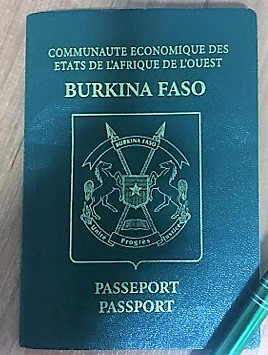 COMMUNAUTE ECONOMIQUE DES
ETATS DE L'AFRIQUE DE L'OUEST
BURKINA FASO
BURKINA FASO
Unité Progrès Justice
PASSEPORT
PASSPORT